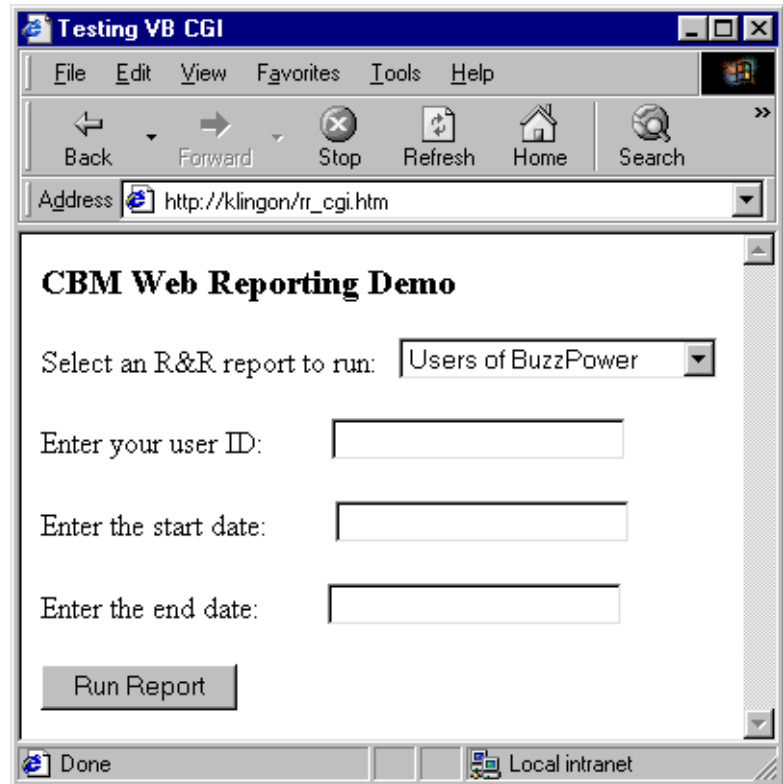 Testing VB CGI
File Edit View Favorites Tools Help
Back Forward Stop Refresh Home Search »
Address http://klingon/rr_cgi.htm
CBM Web Reporting Demo
Select an R&R report to run: Users of BuzzPower
Enter your user ID:
Enter the start date:
Enter the end date:
Run Report
Done Local intranet